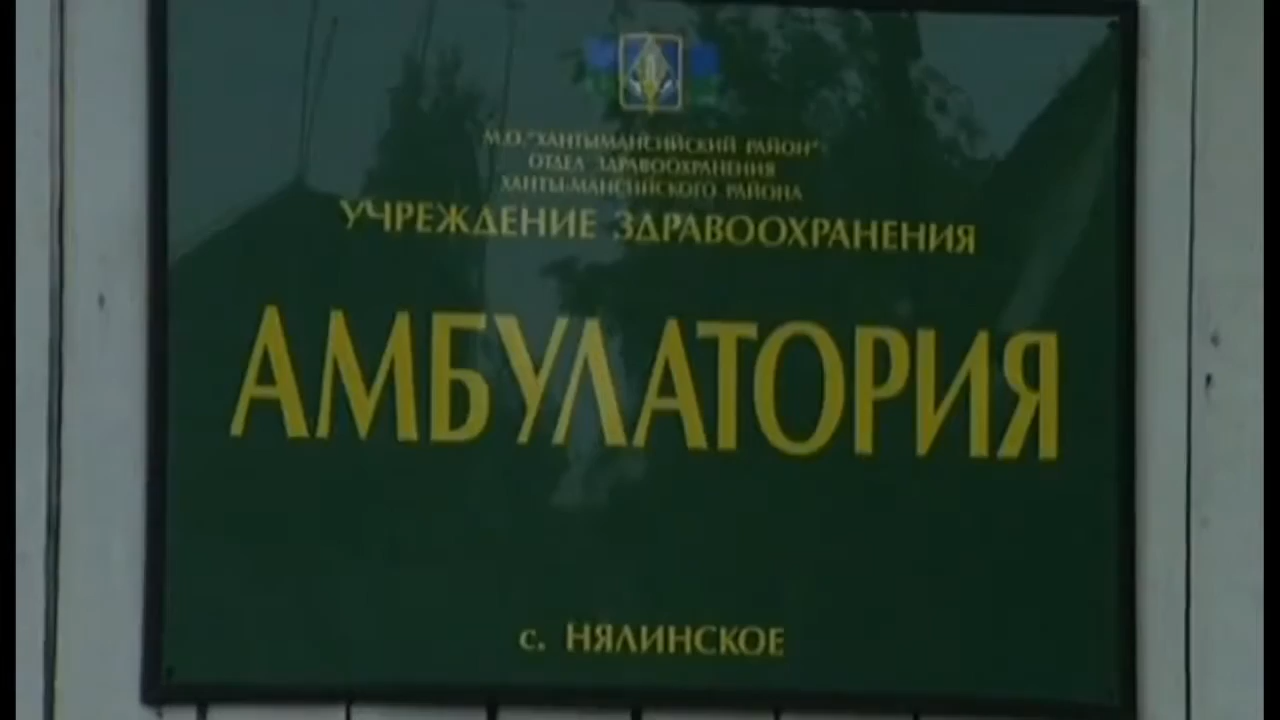 М.О. "ХАНТЫМАНСИЙСКИЙ РАЙОН"
ОТДЕЛ ЗДРАВООХРАНЕНИЯ
ХАНТЫ-МАНСИЙСКОГО РАЙОНА
УЧРЕЖДЕНИЕ ЗДРАВООХРАНЕНИЯ
АМБУЛАТОРИЯ
с. НЯЛИНСКОЕ